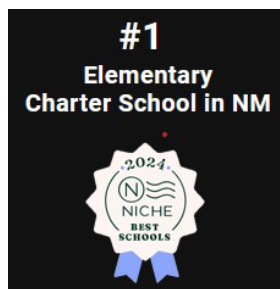 #1
Elementary
Charter School in NM
2024
N
NICHE
BEST
SCHOOLS